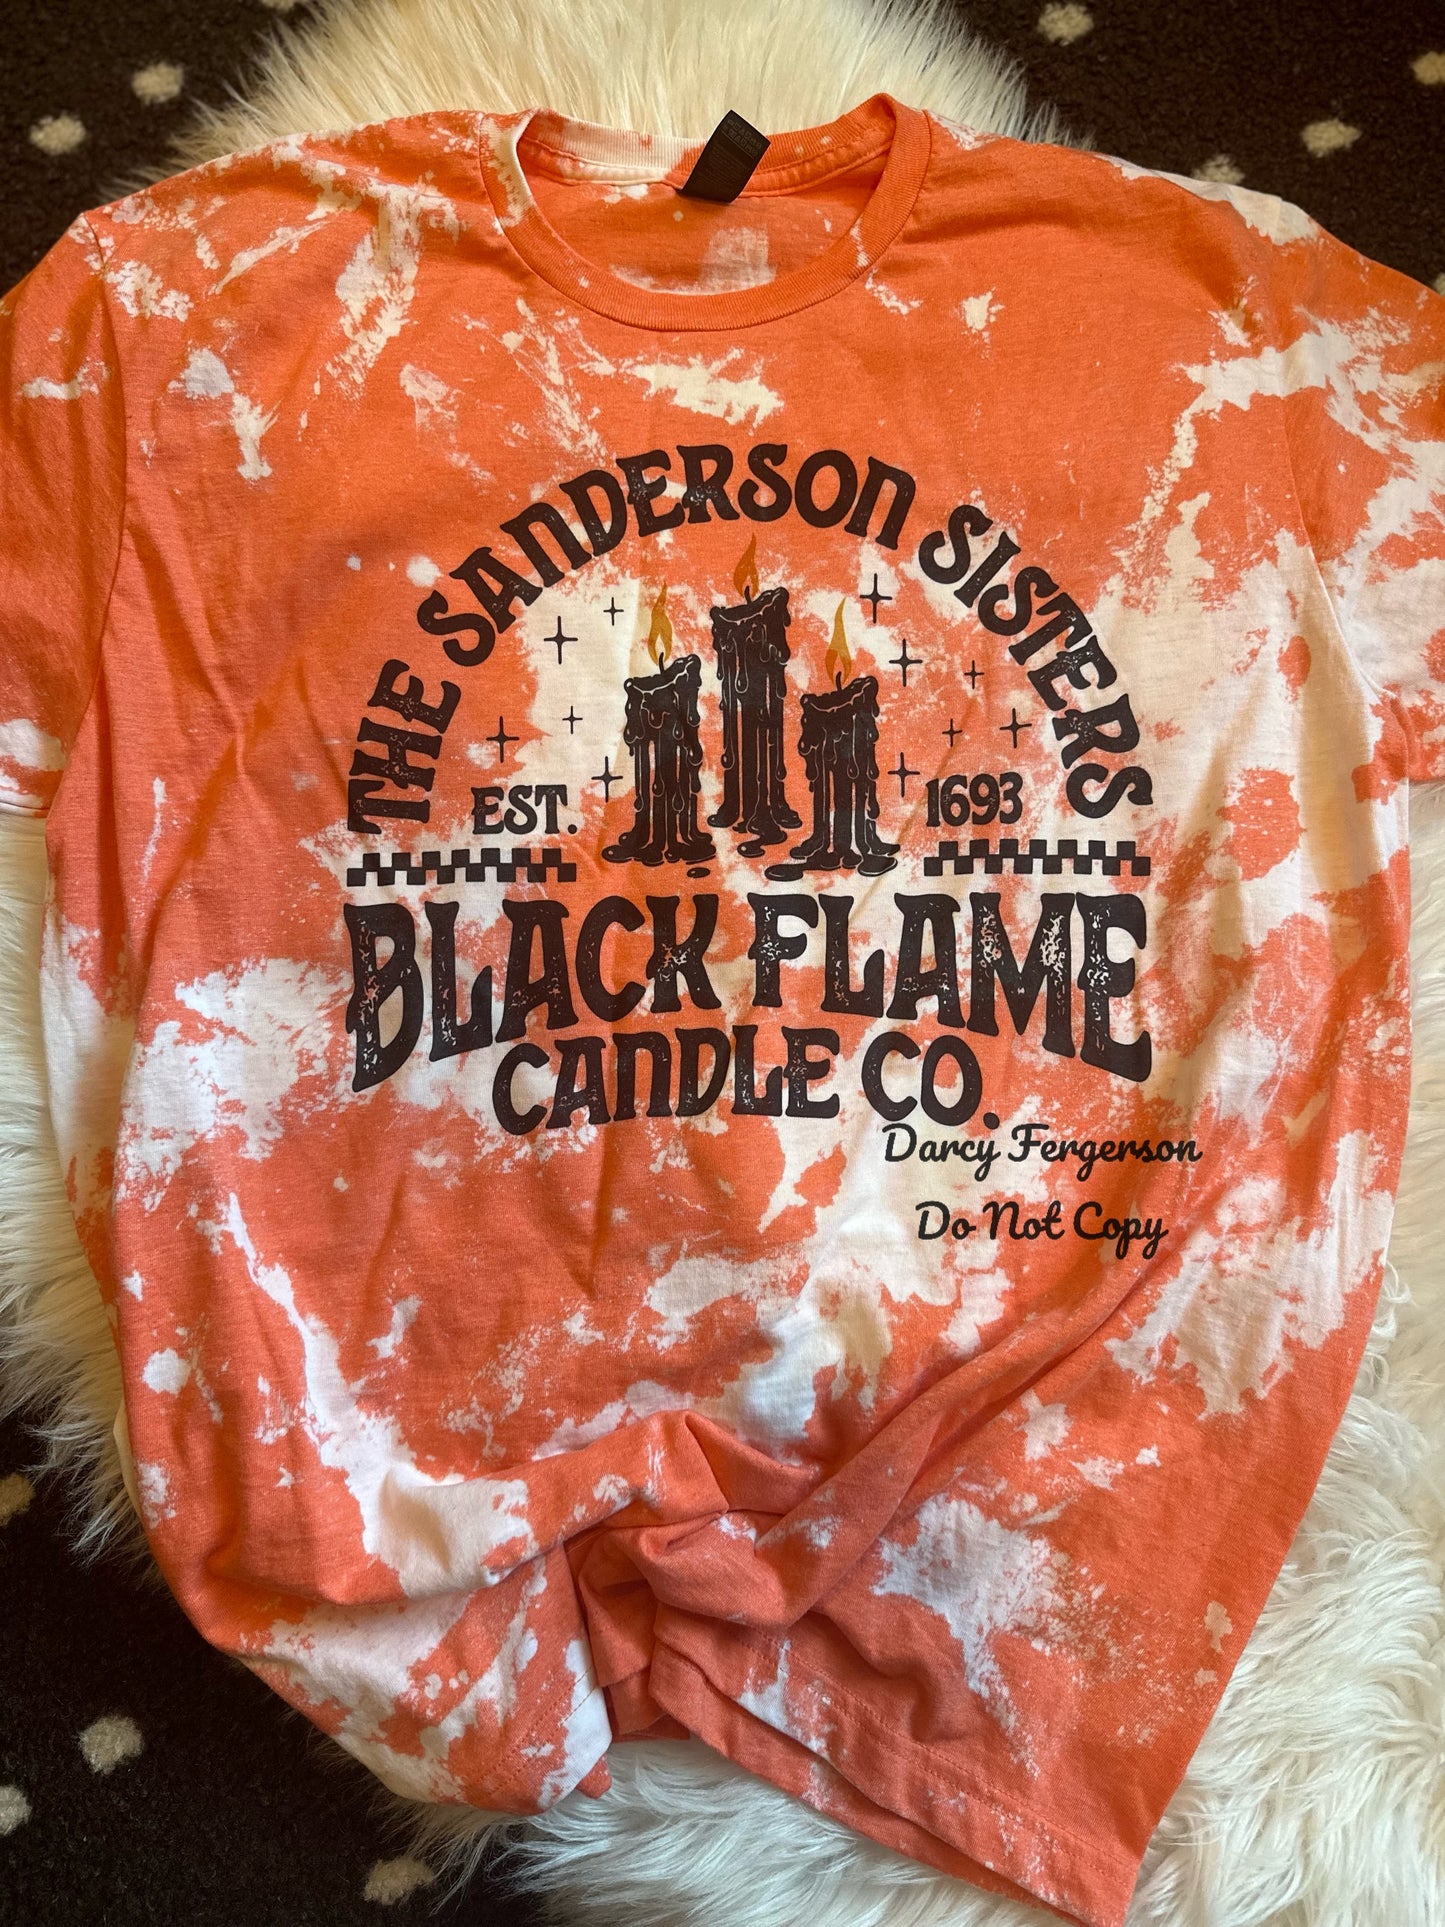 THE SANDERSON SISTERS
EST. 1693
BLACK FLAME
CANDLE CO.
Darcy Fergerson
Do Not Copy